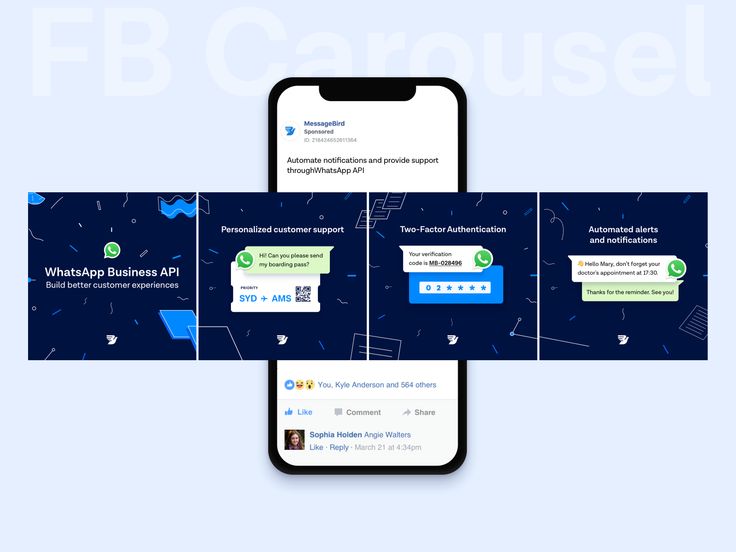 FB Carousel
MessageBird
Sponsored
ID: 218424652611364
Automate notifications and provide support
throughWhatsApp API
WhatsApp Business API
Build better customer experiences
Personalized customer support
Hi! Can you please send
my boarding pass?
PRIORITY
SYD ✈ AMS
Two-Factor Authentication
Your verification
code is MB-028496
0 2 * * * *
Automated alerts
and notifications
👋Hello Mary, don't forget your
doctor's appointment at 17:30.
Thanks for the reminder. See you!
You, Kyle Anderson and 564 others
Like Comment Share
Sophia Holden Angie Walters
Like · Reply · March 21 at 4:34pm